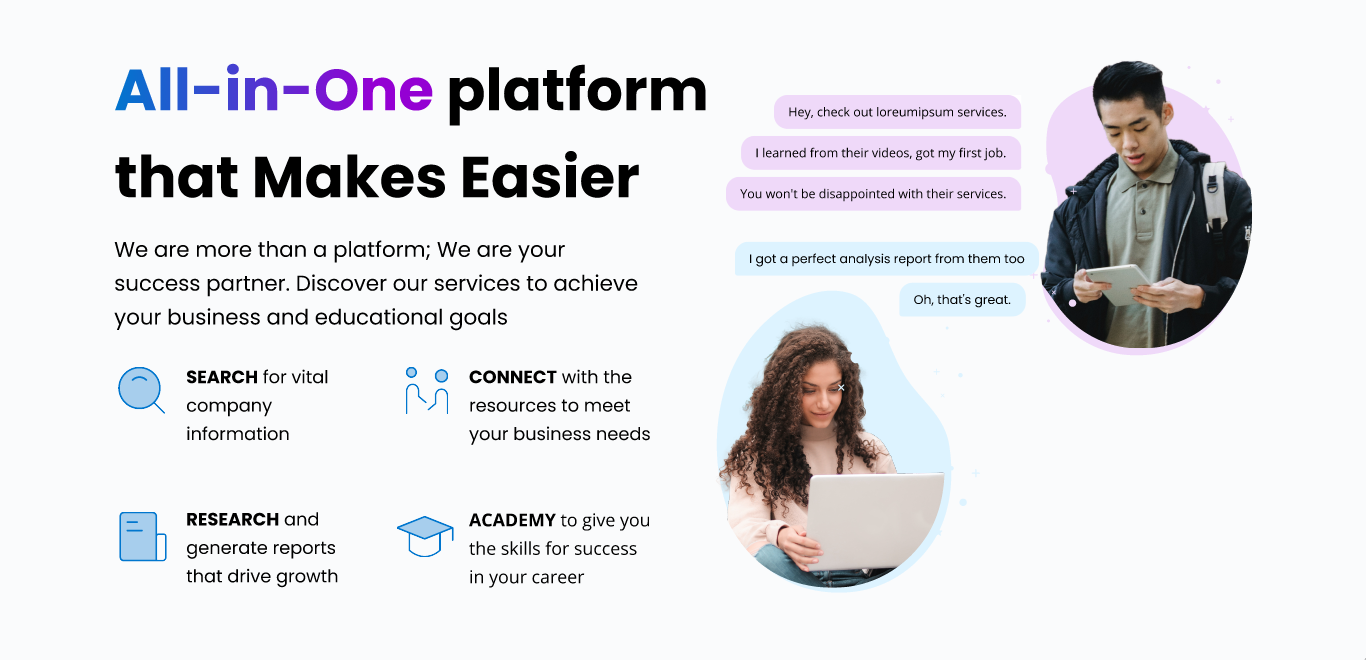 All-in-One platform
that Makes Easier
We are more than a platform; We are your
success partner. Discover our services to achieve
your business and educational goals
SEARCH for vital
company
information
CONNECT with the
resources to meet
your business needs
RESEARCH and
generate reports
that drive growth
ACADEMY to give you
the skills for success
in your career
Hey, check out loreumipsum services.
I learned from their videos, got my first job.
You won't be disappointed with their services.
I got a perfect analysis report from them too
Oh, that's great.